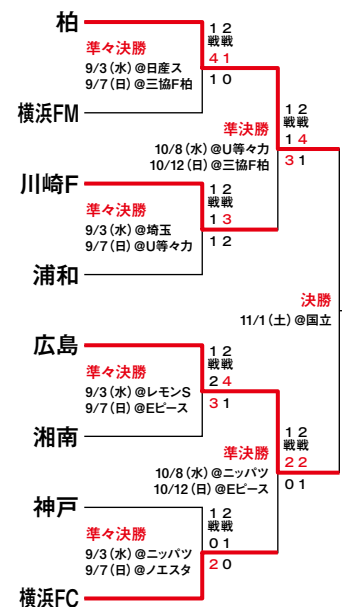 柏
準々決勝
9/3(水)@日産ス
9/7(日)@三協F柏
1 2
戦戦
4 1
1 0
横浜FM
準決勝
10/8(水)@U等々力
10/12(日)@三協F柏
1 2
戦戦
1 4
3 1
川崎F
準々決勝
9/3(水)@埼玉
9/7(日)@U等々力
1 2
戦戦
1 3
1 2
浦和
決勝
11/1(土)@国立
広島
準々決勝
9/3(水)@レモンS
9/7(日)@Eピース
1 2
戦戦
2 4
3 1
湘南
準決勝
10/8(水)@ニッパツ
10/12(日)@Eピース
1 2
戦戦
2 2
0 1
神戸
準々決勝
9/3(水)@ニッパツ
9/7(日)@ノエスタ
1 2
戦戦
0 1
2 0
横浜FC